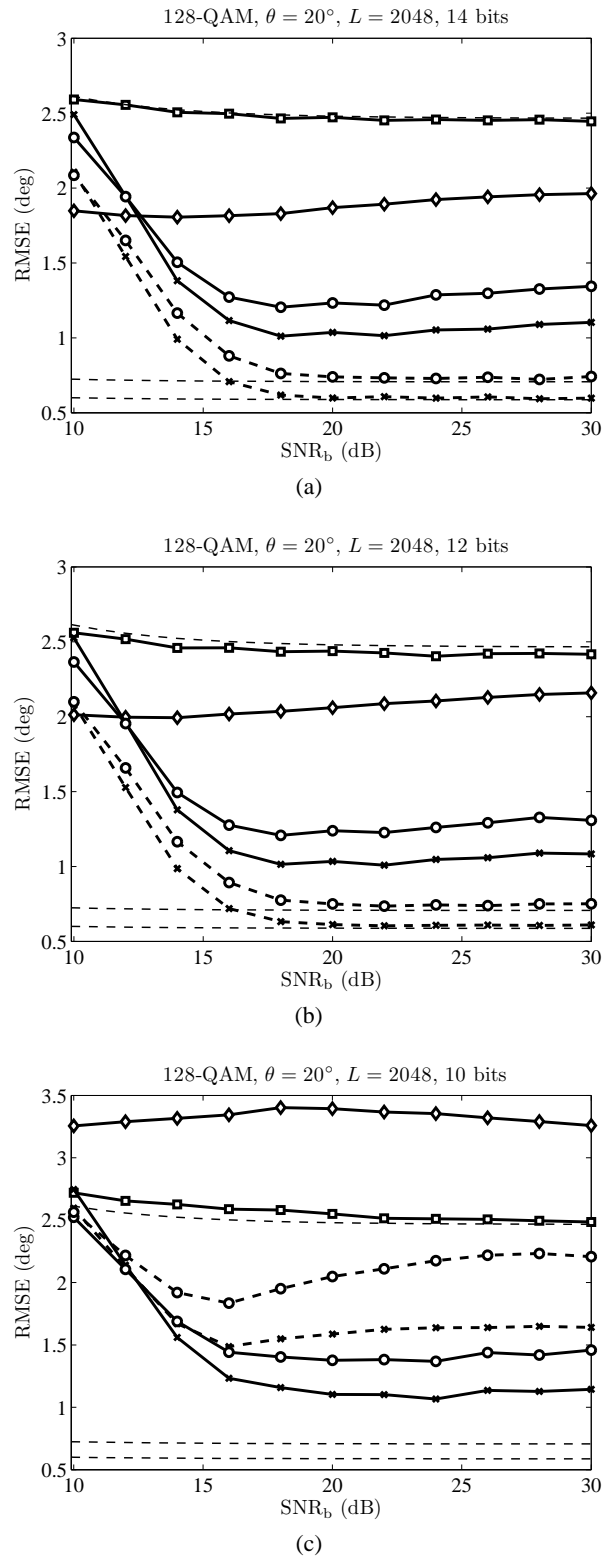 128-QAM, θ = 20°, L = 2048, 14 bits
3
2.5
2
1.5
1
0.5
RMSE (deg)
10 15 20 25 30
SNR_b (dB)
(a)
128-QAM, θ = 20°, L = 2048, 12 bits
3
2.5
2
1.5
1
0.5
RMSE (deg)
10 15 20 25 30
SNR_b (dB)
(b)
128-QAM, θ = 20°, L = 2048, 10 bits
3.5
3
2.5
2
1.5
1
0.5
RMSE (deg)
10 15 20 25 30
SNR_b (dB)
(c)